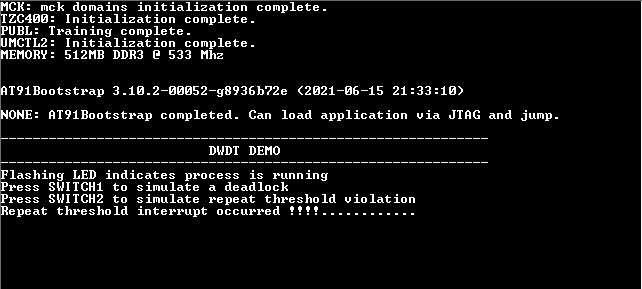 MCK: mck domains initialization complete.
TZC400: Initialization complete.
PUBL: Training complete.
UMCTL2: Initialization complete.
MEMORY: 512MB DDR3 @ 533 Mhz
AT91Bootstrap 3.10.2-00052-g8936b72e (2021-06-15 21:33:10)
NONE: AT91Bootstrap completed. Can load application via JTAG and jump.
-------------------------------------------------------------
DWDT DEMO
-------------------------------------------------------------
Flashing LED indicates process is running
Press SWITCH1 to simulate a deadlock
Press SWITCH2 to simulate repeat threshold violation
Repeat threshold interrupt occurred !!!!............